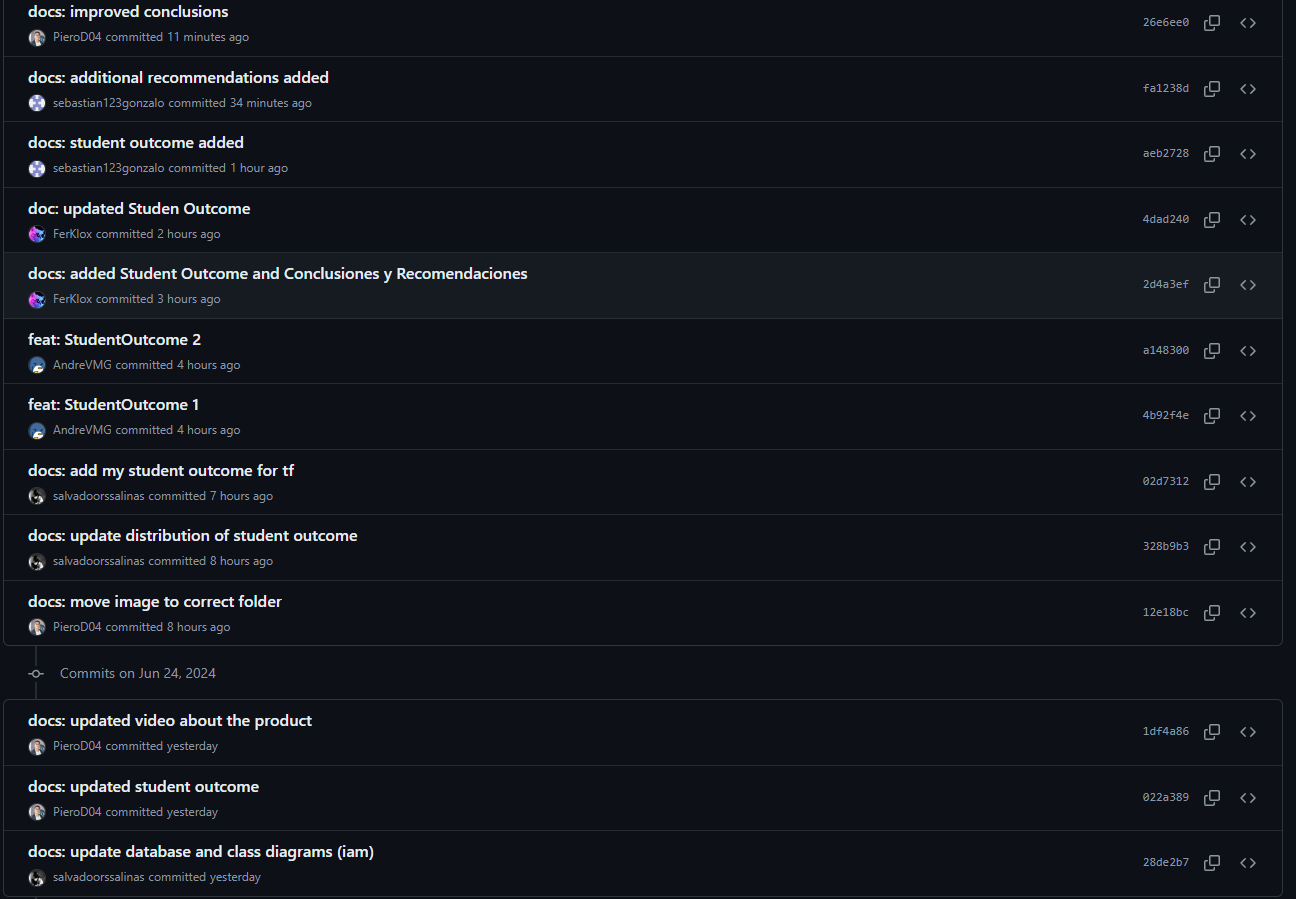 docs: improved conclusions
26e6ee0
PieroD04 committed 11 minutes ago
docs: additional recommendations added
fa1238d
sebastian123gonzalo committed 34 minutes ago
docs: student outcome added
aeb2728
sebastian123gonzalo committed 1 hour ago
doc: updated Studen Outcome
4dad240
FerKlox committed 2 hours ago
docs: added Student Outcome and Conclusiones y Recomendaciones
2d4a3ef
FerKlox committed 3 hours ago
feat: StudentOutcome 2
a148300
AndreVMG committed 4 hours ago
feat: StudentOutcome 1
4b92f4e
AndreVMG committed 4 hours ago
docs: add my student outcome for tf
02d7312
salvadoorssalinas committed 7 hours ago
docs: update distribution of student outcome
328b9b3
salvadoorssalinas committed 8 hours ago
docs: move image to correct folder
12e18bc
PieroD04 committed 8 hours ago
Commits on Jun 24, 2024
docs: updated video about the product
1df4a86
PieroD04 committed yesterday
docs: updated student outcome
022a389
PieroD04 committed yesterday
docs: update database and class diagrams (iam)
28de2b7
salvadoorssalinas committed yesterday